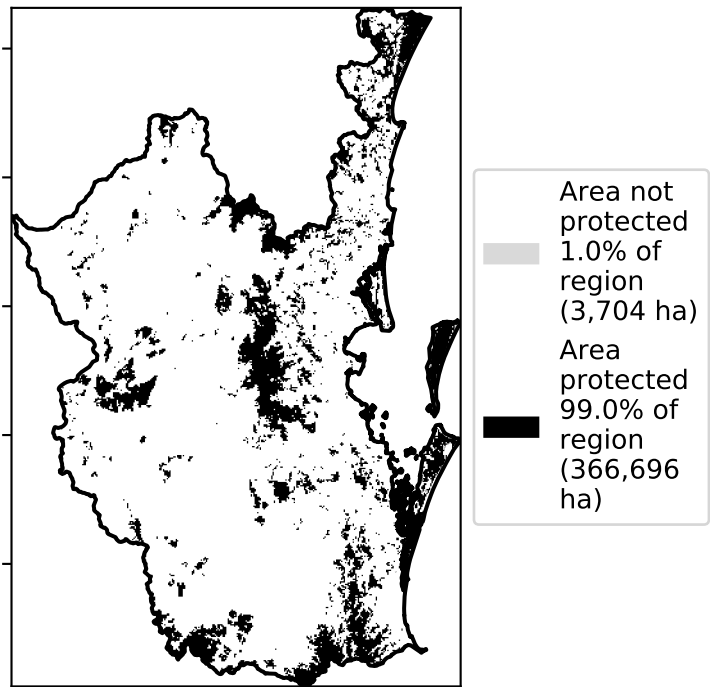 Area not
protected
1.0% of
region
(3,704 ha)
Area
protected
99.0% of
region
(366,696
ha)